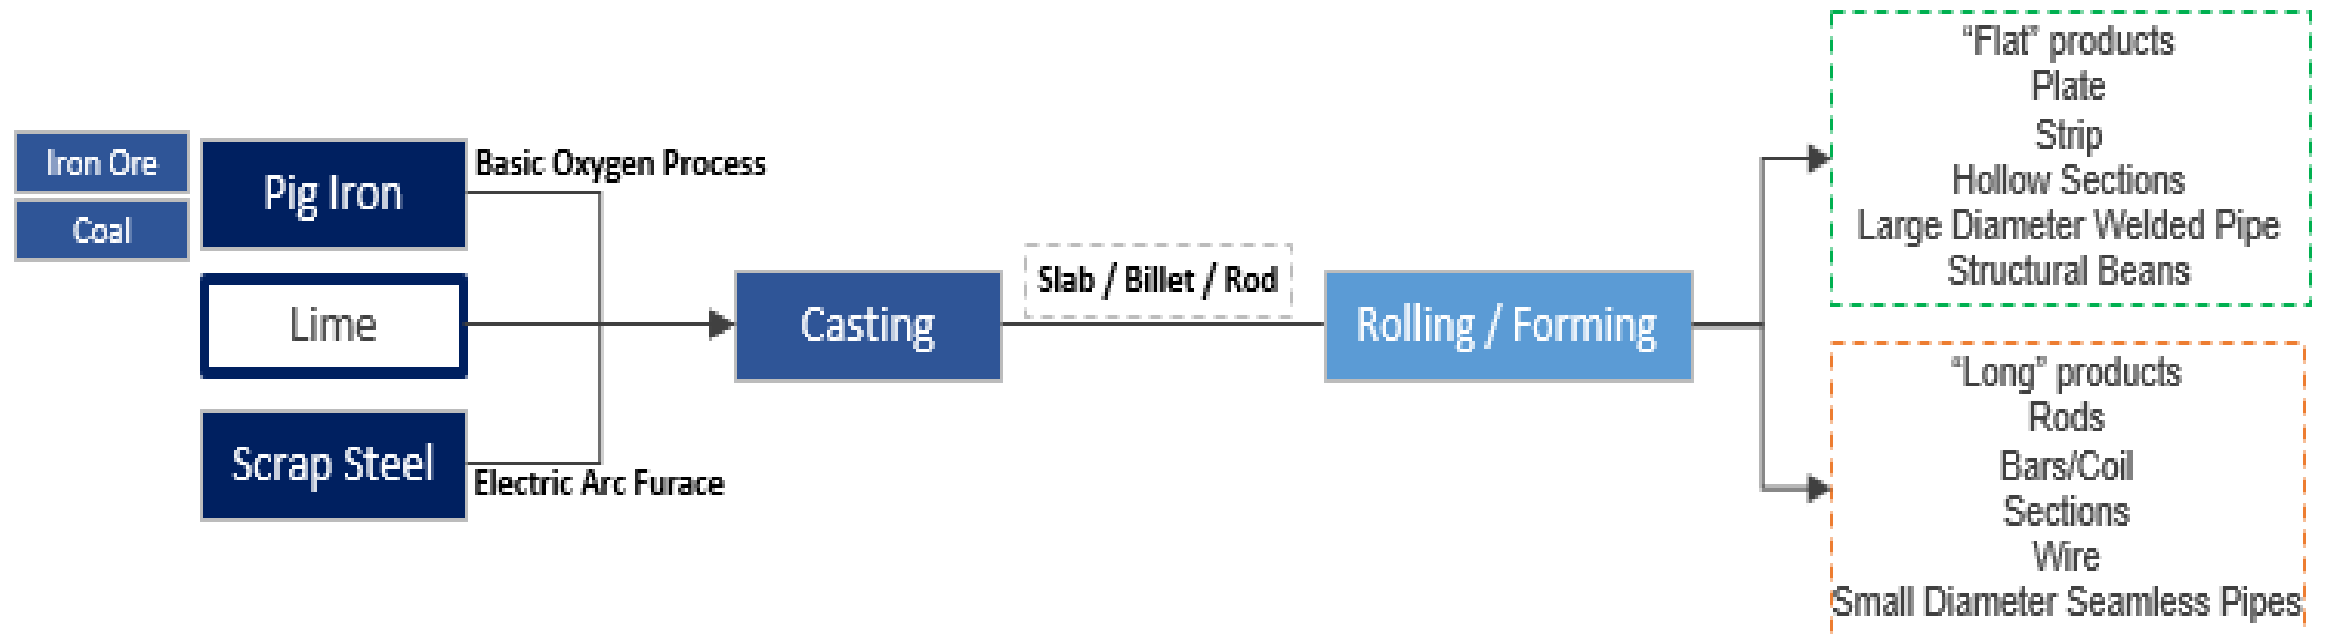 Iron Ore
Coal
Pig Iron
Basic Oxygen Process
Lime
Scrap Steel
Electric Arc Furace
Casting
Slab / Billet / Rod
Rolling / Forming
“Flat” products
Plate
Strip
Hollow Sections
Large Diameter Welded Pipe
Structural Beans
“Long” products
Rods
Bars/Coil
Sections
Wire
Small Diameter Seamless Pipes